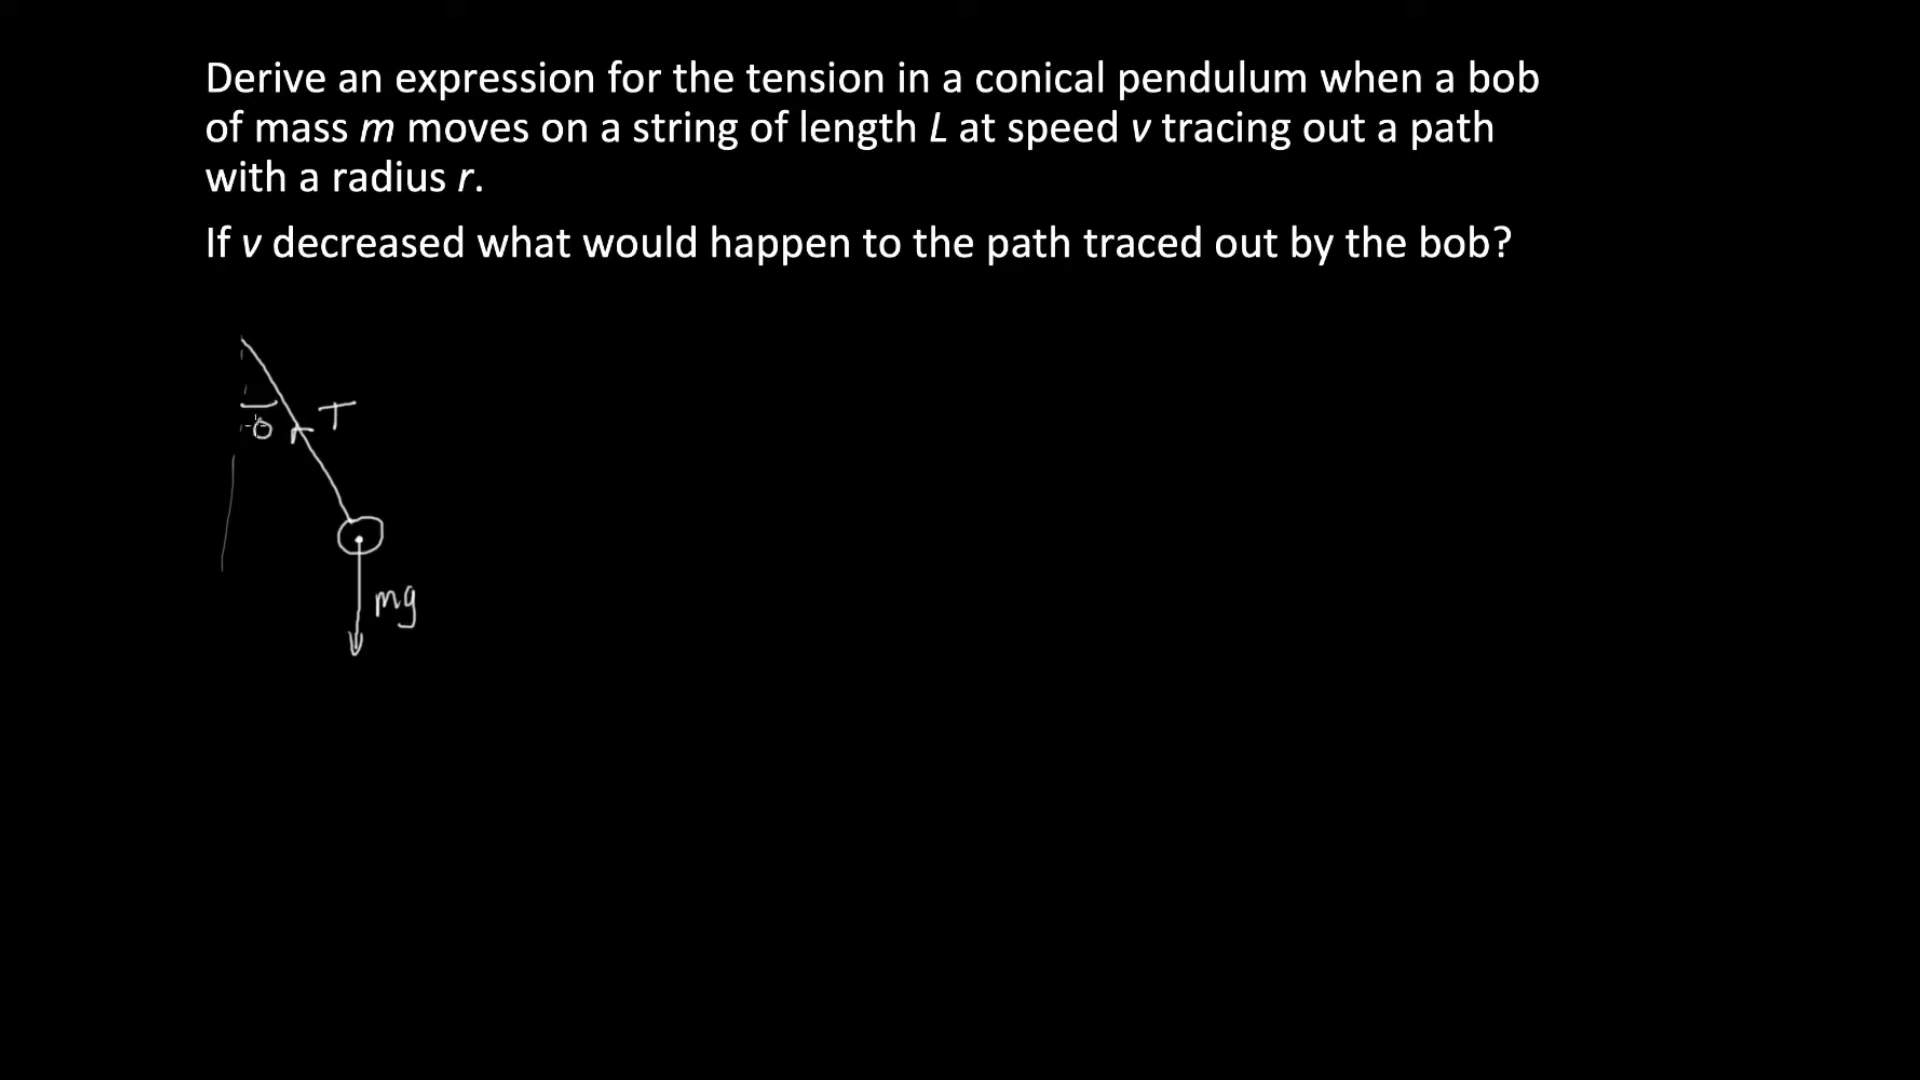 Derive an expression for the tension in a conical pendulum when a bob
of mass m moves on a string of length L at speed v tracing out a path
with a radius r.
If v decreased what would happen to the path traced out by the bob?
T
θ
mg